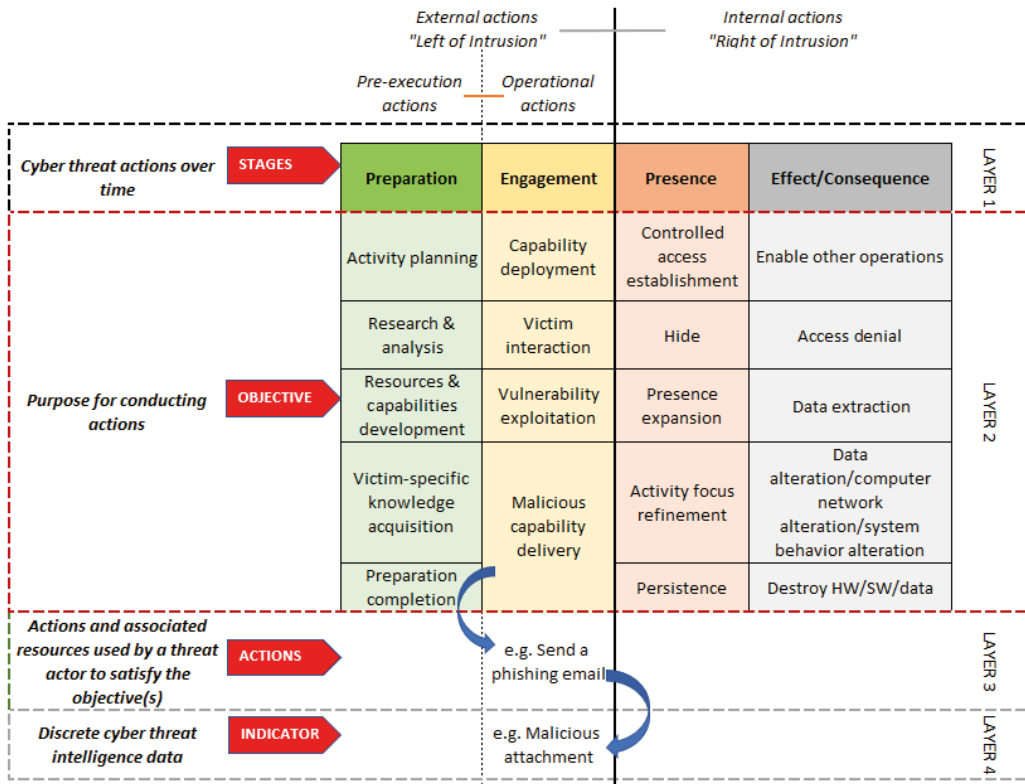 External actions
"Left of Intrusion"
Internal actions
"Right of Intrusion"
Pre-execution
actions
Operational
actions
Cyber threat actions over
time
STAGES
Preparation
Engagement
Presence
Effect/Consequence
LAYER 1
Purpose for conducting
actions
OBJECTIVE
Activity planning
Capability
deployment
Controlled
access
establishment
Enable other operations
Research &
analysis
Victim
interaction
Hide
Access denial
Resources &
capabilities
development
Vulnerability
exploitation
Presence
expansion
Data extraction
Victim-specific
knowledge
acquisition
Malicious
capability
delivery
Activity focus
refinement
Data
alteration/computer
network
alteration/system
behavior alteration
Preparation
completion
Persistence
Destroy HW/SW/data
LAYER 2
Actions and associated
resources used by a threat
actor to satisfy the
objective(s)
ACTIONS
e.g. Send a
phishing email
LAYER 3
Discrete cyber threat
intelligence data
INDICATOR
e.g. Malicious
attachment
LAYER 4